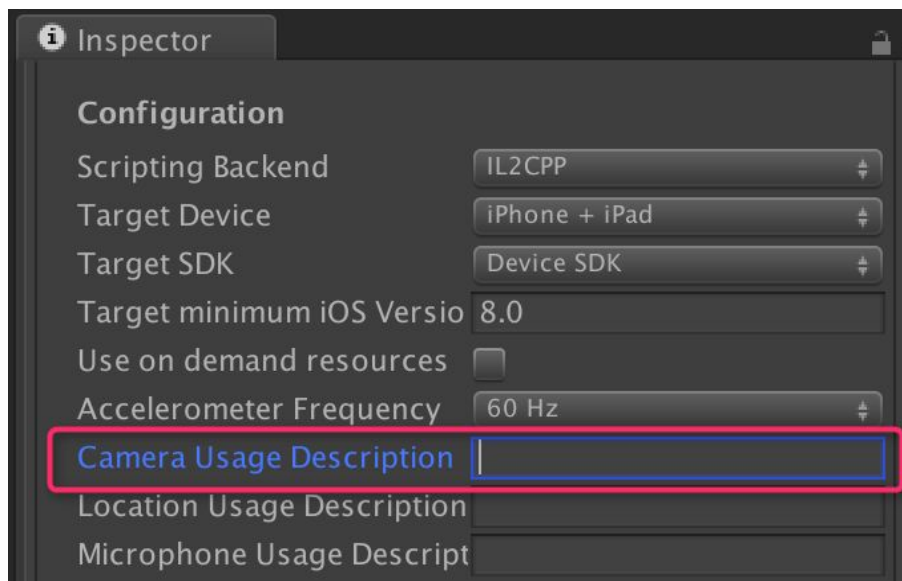 Inspector
Configuration
Scripting Backend IL2CPP
Target Device iPhone + iPad
Target SDK Device SDK
Target minimum iOS Versio 8.0
Use on demand resources
Accelerometer Frequency 60 Hz
Camera Usage Description
Location Usage Description
Microphone Usage Descript